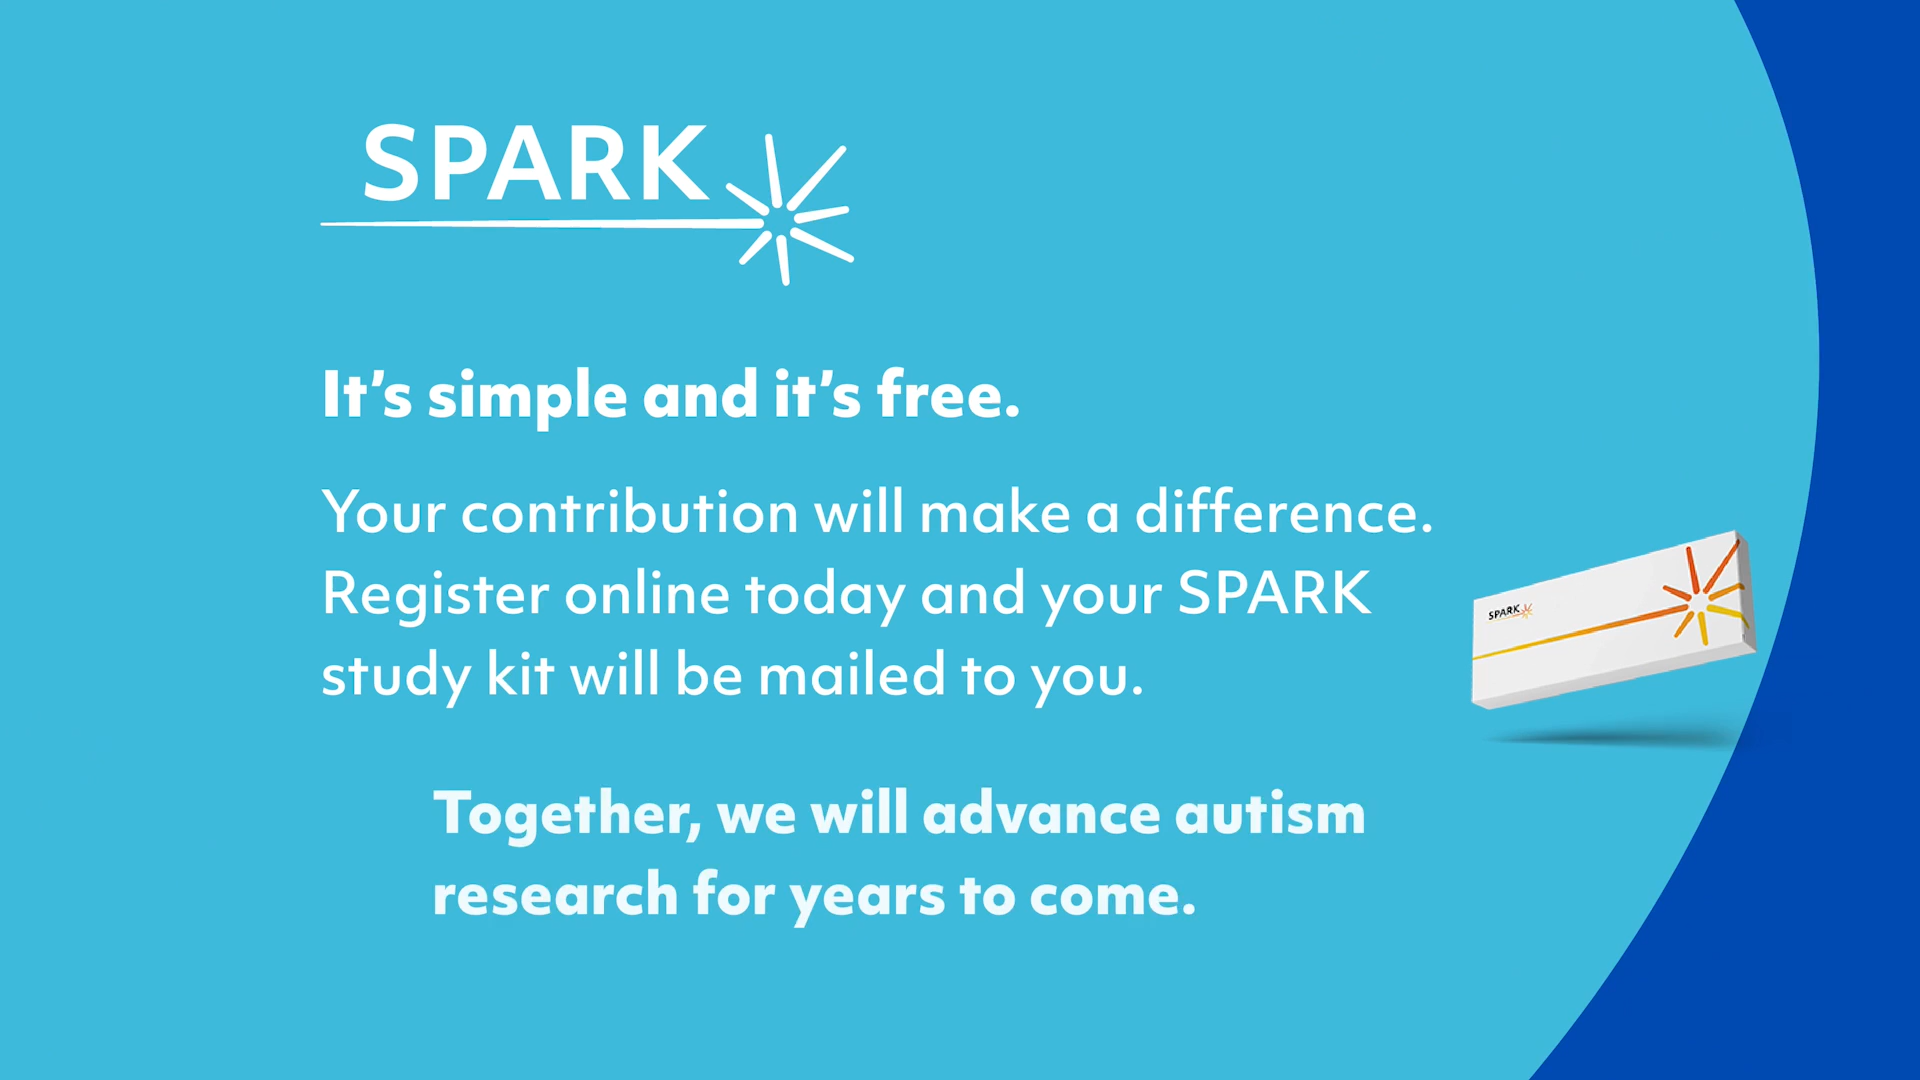 SPARK
It’s simple and it’s free.
Your contribution will make a difference.
Register online today and your SPARK
study kit will be mailed to you.
SPARK
Together, we will advance autism
research for years to come.